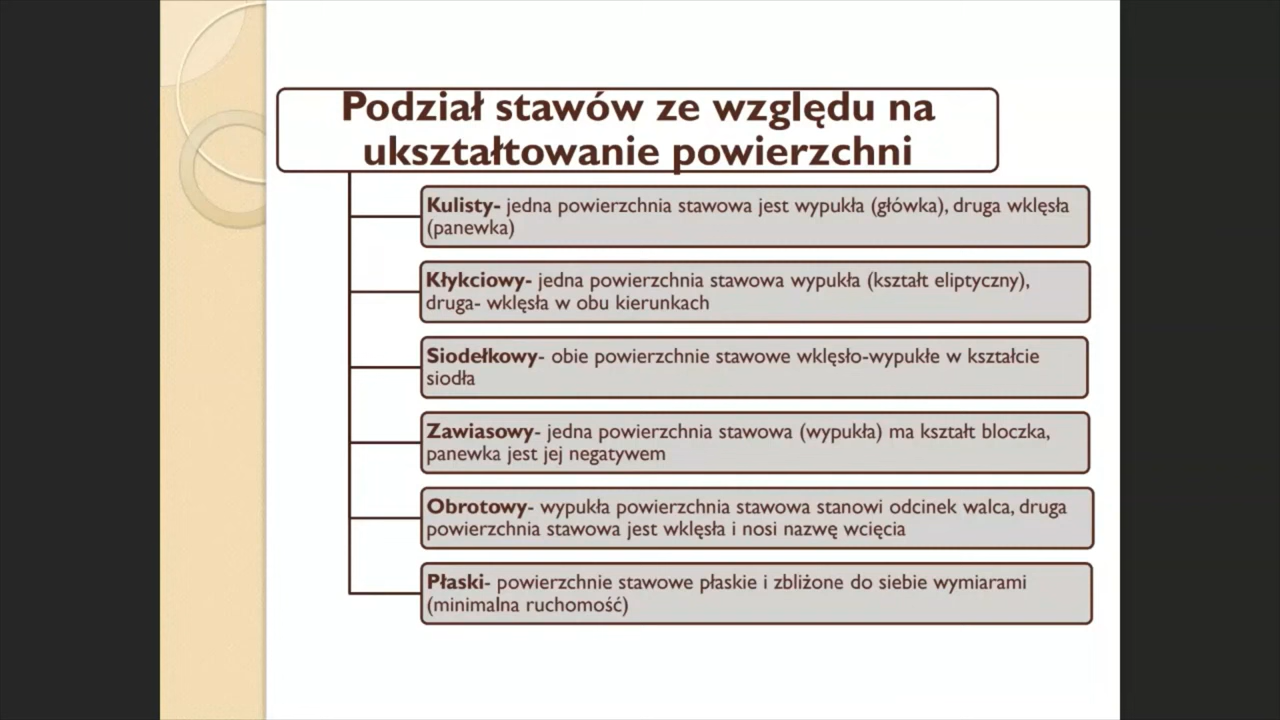 Podział stawów ze względu na
ukształtowanie powierzchni
Kulisty- jedna powierzchnia stawowa jest wypukła (główka), druga wklęsła
(panewka)
Kłykciowy- jedna powierzchnia stawowa wypukła (kształt eliptyczny),
druga- wklęsła w obu kierunkach
Siodełkowy- obie powierzchnie stawowe wklęsło-wypukłe w kształcie
siodła
Zawiasowy- jedna powierzchnia stawowa (wypukła) ma kształt bloczka,
panewka jest jej negatywem
Obrotowy- wypukła powierzchnia stawowa stanowi odcinek walca, druga
powierzchnia stawowa jest wklęsła i nosi nazwę wcięcia
Płaski- powierzchnie stawowe płaskie i zbliżone do siebie wymiarami
(minimalna ruchomość)